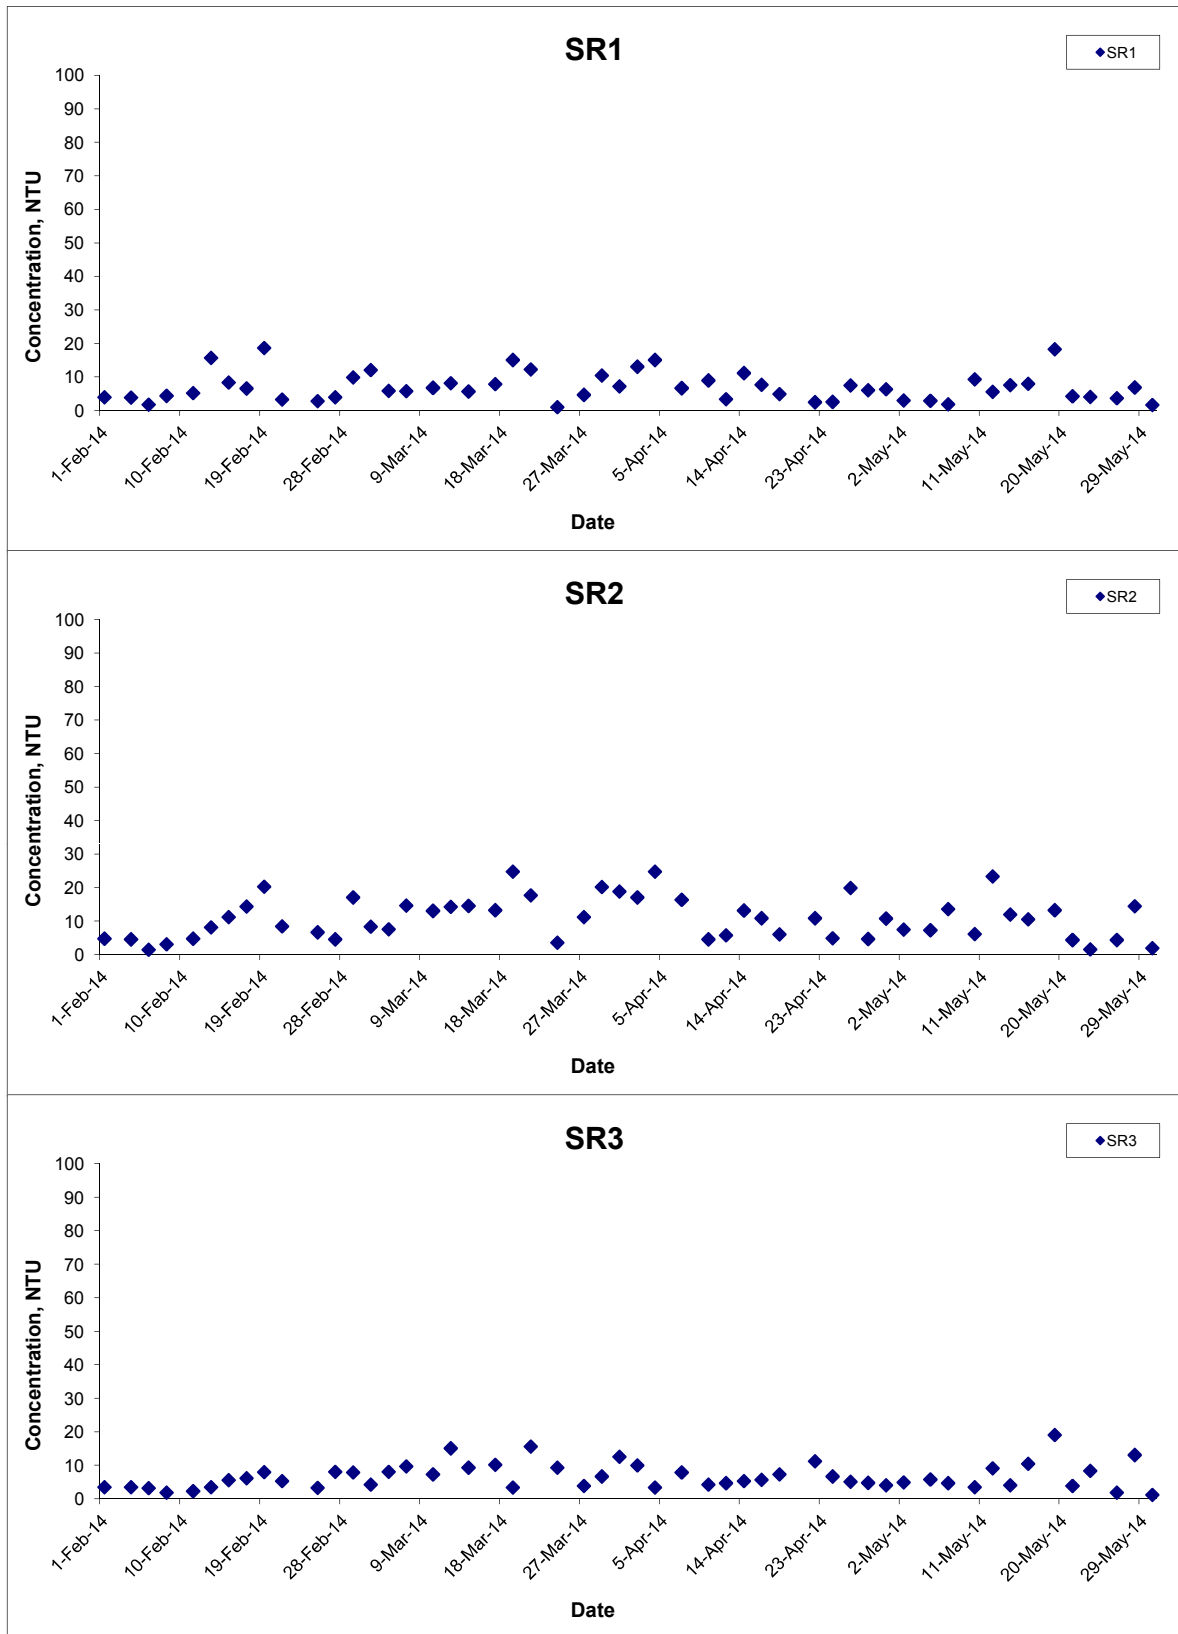 SR1
SR1
100
90
80
70
60
50
40
30
20
10
0
Concentration, NTU
1-Feb-14
10-Feb-14
19-Feb-14
28-Feb-14
9-Mar-14
18-Mar-14
27-Mar-14
5-Apr-14
14-Apr-14
23-Apr-14
2-May-14
11-May-14
20-May-14
29-May-14
Date
SR2
SR2
100
90
80
70
60
50
40
30
20
10
0
Concentration, NTU
1-Feb-14
10-Feb-14
19-Feb-14
28-Feb-14
9-Mar-14
18-Mar-14
27-Mar-14
5-Apr-14
14-Apr-14
23-Apr-14
2-May-14
11-May-14
20-May-14
29-May-14
Date
SR3
SR3
100
90
80
70
60
50
40
30
20
10
0
Concentration, NTU
1-Feb-14
10-Feb-14
19-Feb-14
28-Feb-14
9-Mar-14
18-Mar-14
27-Mar-14
5-Apr-14
14-Apr-14
23-Apr-14
2-May-14
11-May-14
20-May-14
29-May-14
Date